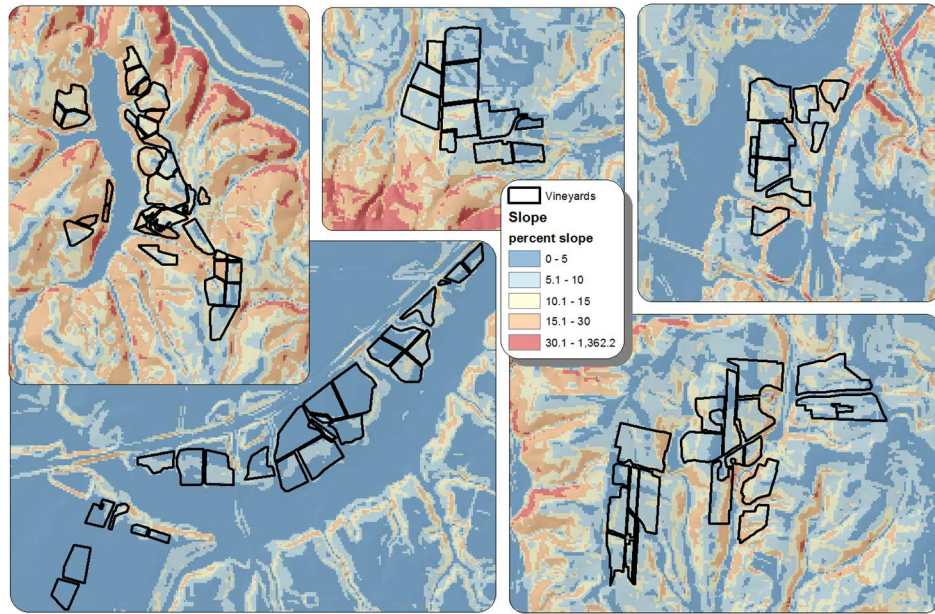 Vineyards
Slope
percent slope
0 - 5
5.1 - 10
10.1 - 15
15.1 - 30
30.1 - 1,362.2